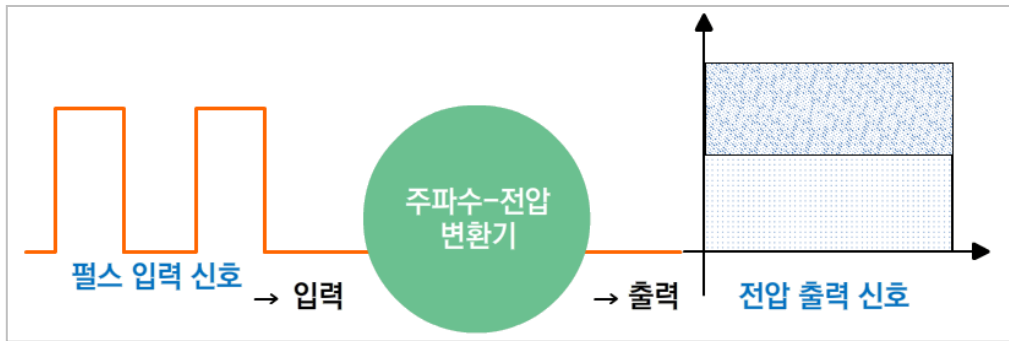 주파수-전압
변환기
펄스 입력 신호
→ 입력
→ 출력
전압 출력 신호